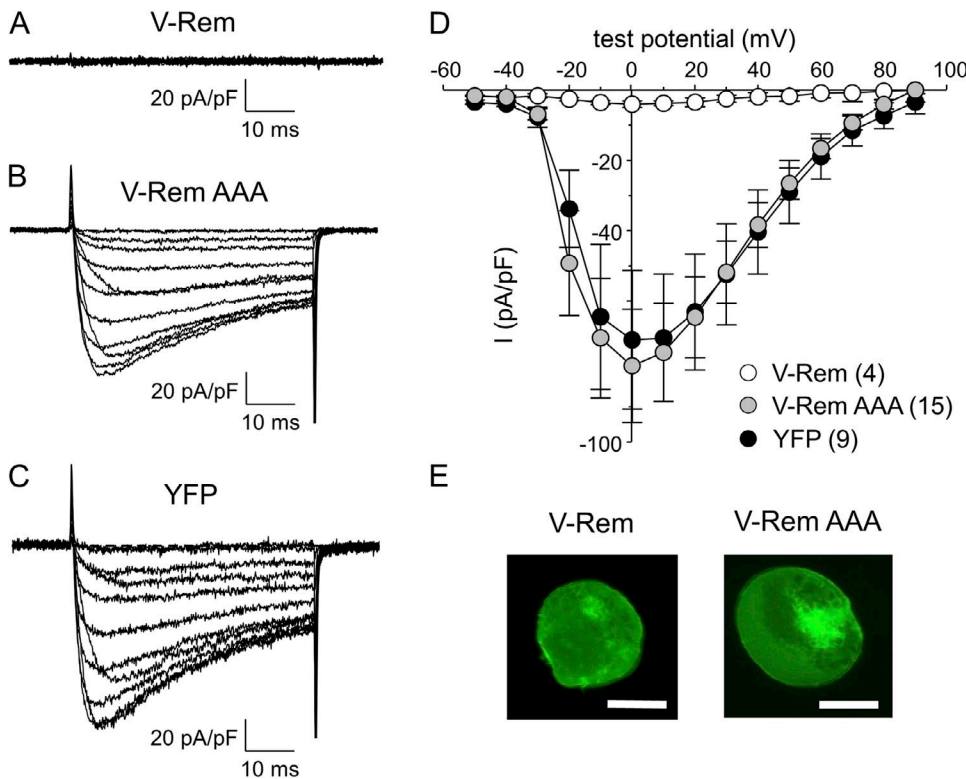 A
V-Rem
20 pA/pF
10 ms
B
V-Rem AAA
20 pA/pF
10 ms
C
YFP
20 pA/pF
10 ms
D
test potential (mV)
-60 -40 -20 0 20 40 60 80 100
-20
-40
-100
I (pA/pF)
V-Rem (4)
V-Rem AAA (15)
YFP (9)
E
V-Rem V-Rem AAA